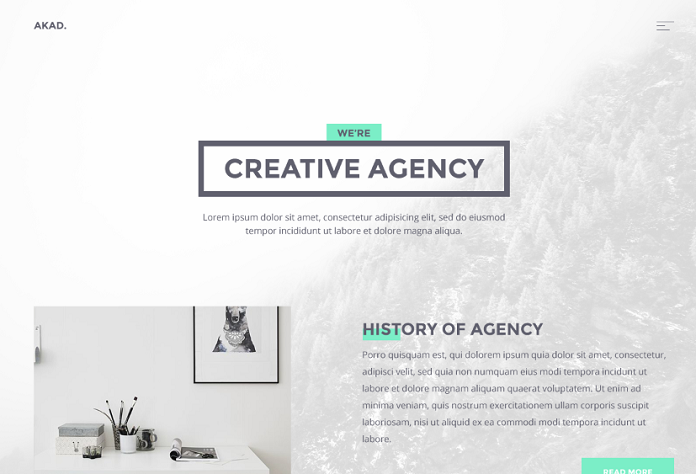 AKAD.
WE'RE
CREATIVE AGENCY
Lorem ipsum dolor sit amet, consectetur adipisicing elit, sed do eiusmod
tempor incididunt ut labore et dolore magna aliqua.
HISTORY OF AGENCY
Porro quisquam est, qui dolorem ipsum quia dolor sit amet, consectetur,
adipisci velit, sed quia non numquam eius modi tempora incidunt ut
labore et dolore magnam aliquam quaerat voluptatem. Ut enim ad
minima veniam, quis nostrum exercitationem ullam corporis suscipit
laboriosam, nisi ut aliquid ex ea commodi modi tempora incidunt ut
labore.
READ MORE